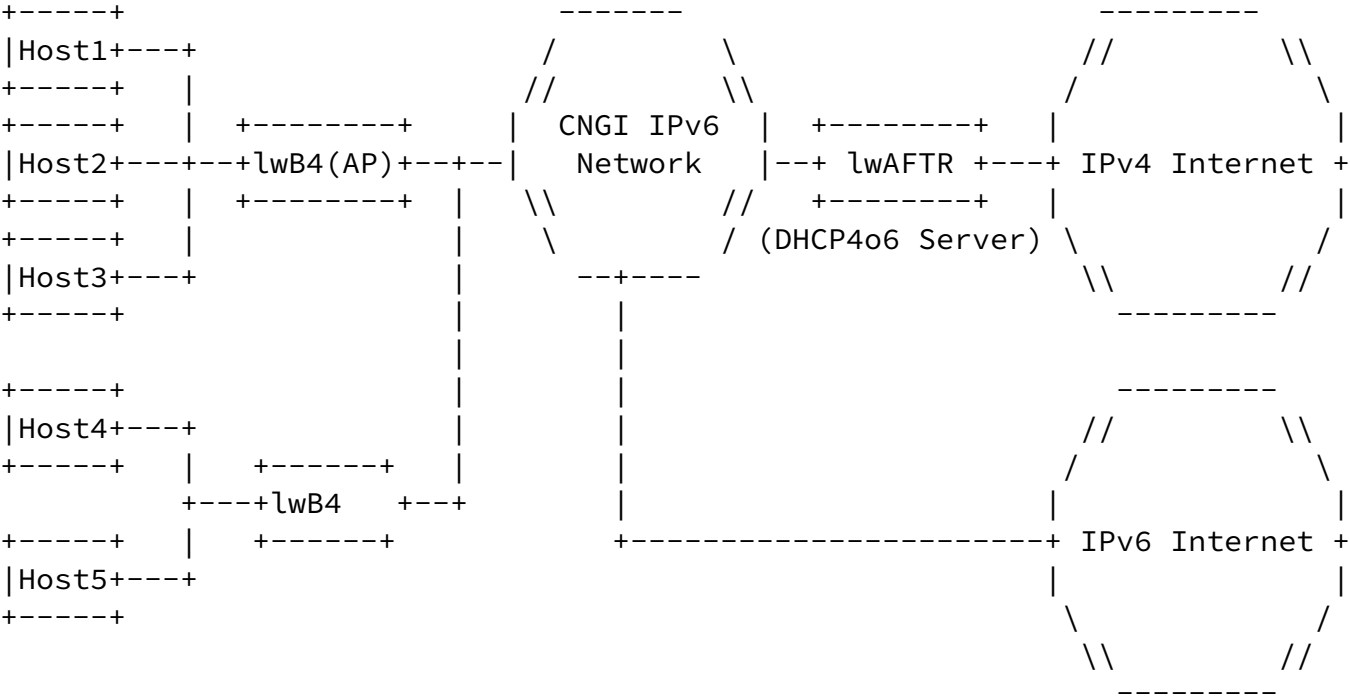 Host1
CNGI IPv6
Host2 lwB4(AP) Network lwAFTR IPv4 Internet
(DHCP4o6 Server)
Host3
Host4
lwB4
IPv6 Internet
Host5